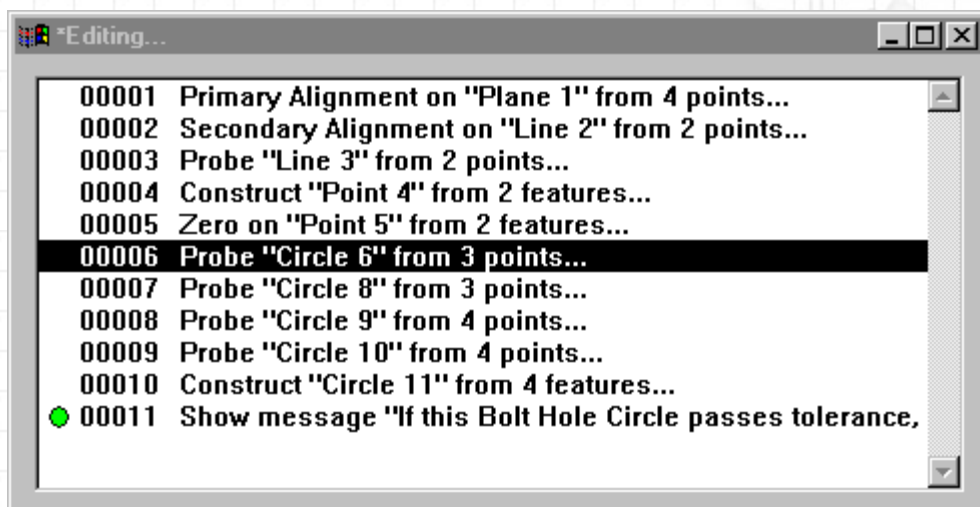 *Editing...
00001 Primary Alignment on "Plane 1" from 4 points...
00002 Secondary Alignment on "Line 2" from 2 points...
00003 Probe "Line 3" from 2 points...
00004 Construct "Point 4" from 2 features...
00005 Zero on "Point 5" from 2 features...
00006 Probe "Circle 6" from 3 points...
00007 Probe "Circle 8" from 3 points...
00008 Probe "Circle 9" from 4 points...
00009 Probe "Circle 10" from 4 points...
00010 Construct "Circle 11" from 4 features...
00011 Show message "If this Bolt Hole Circle passes tolerance,